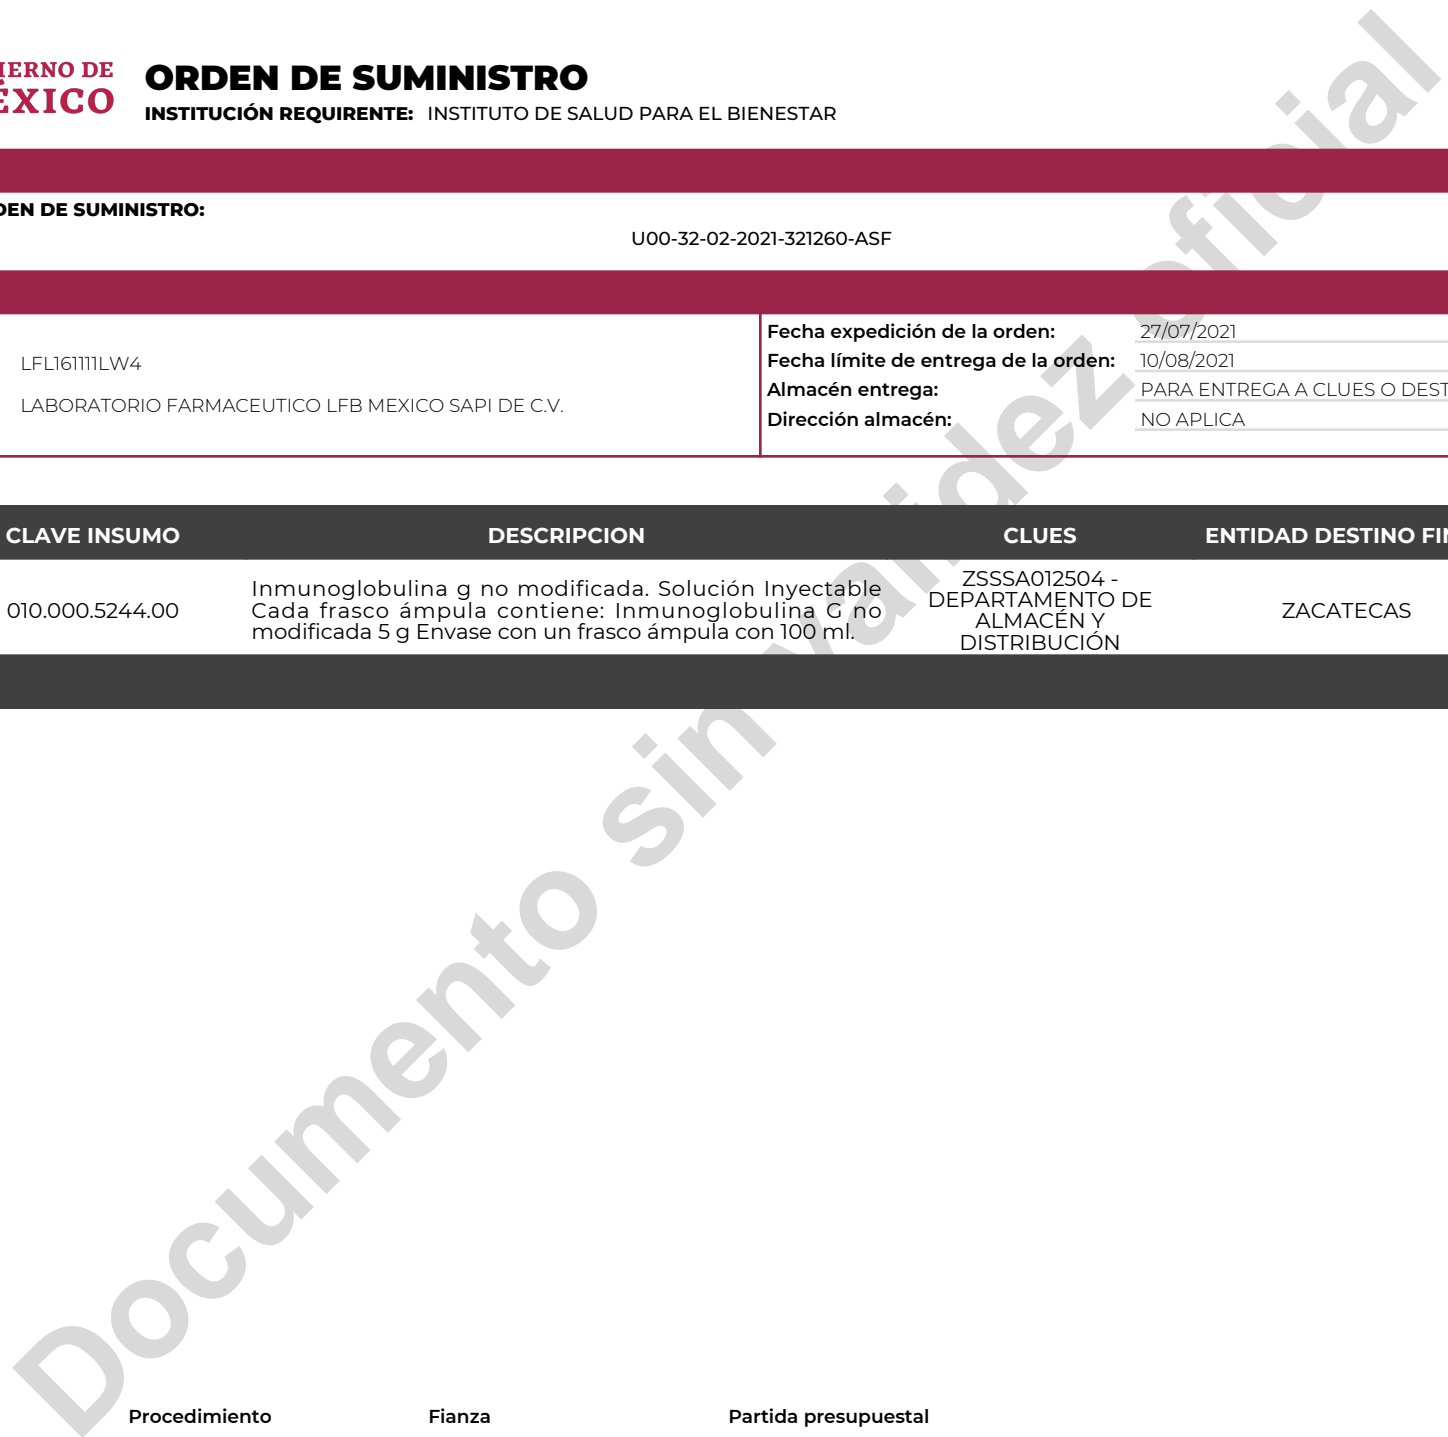 IERNO DE
ÉXICO
ORDEN DE SUMINISTRO
INSTITUCIÓN REQUIRENTE: INSTITUTO DE SALUD PARA EL BIENESTAR
DEN DE SUMINISTRO:
U00-32-02-2021-321260-ASF
LFL161111LW4
LABORATORIO FARMACEUTICO LFB MEXICO SAPI DE C.V.
Fecha expedición de la orden: 27/07/2021
Fecha límite de entrega de la orden: 10/08/2021
Almacén entrega: PARA ENTREGA A CLUES O DEST
Dirección almacén: NO APLICA
CLAVE INSUMO DESCRIPCION CLUES ENTIDAD DESTINO FIN
010.000.5244.00
Inmunoglobulina g no modificada. Solución Inyectable
Cada frasco ámpula contiene: Inmunoglobulina G no
modificada 5 g Envase con un frasco ámpula con 100 ml.
ZSSSA012504 -
DEPARTAMENTO DE
ALMACÉN Y
DISTRIBUCIÓN
ZACATECAS
Documento sin validez oficial
Procedimiento Fianza Partida presupuestal